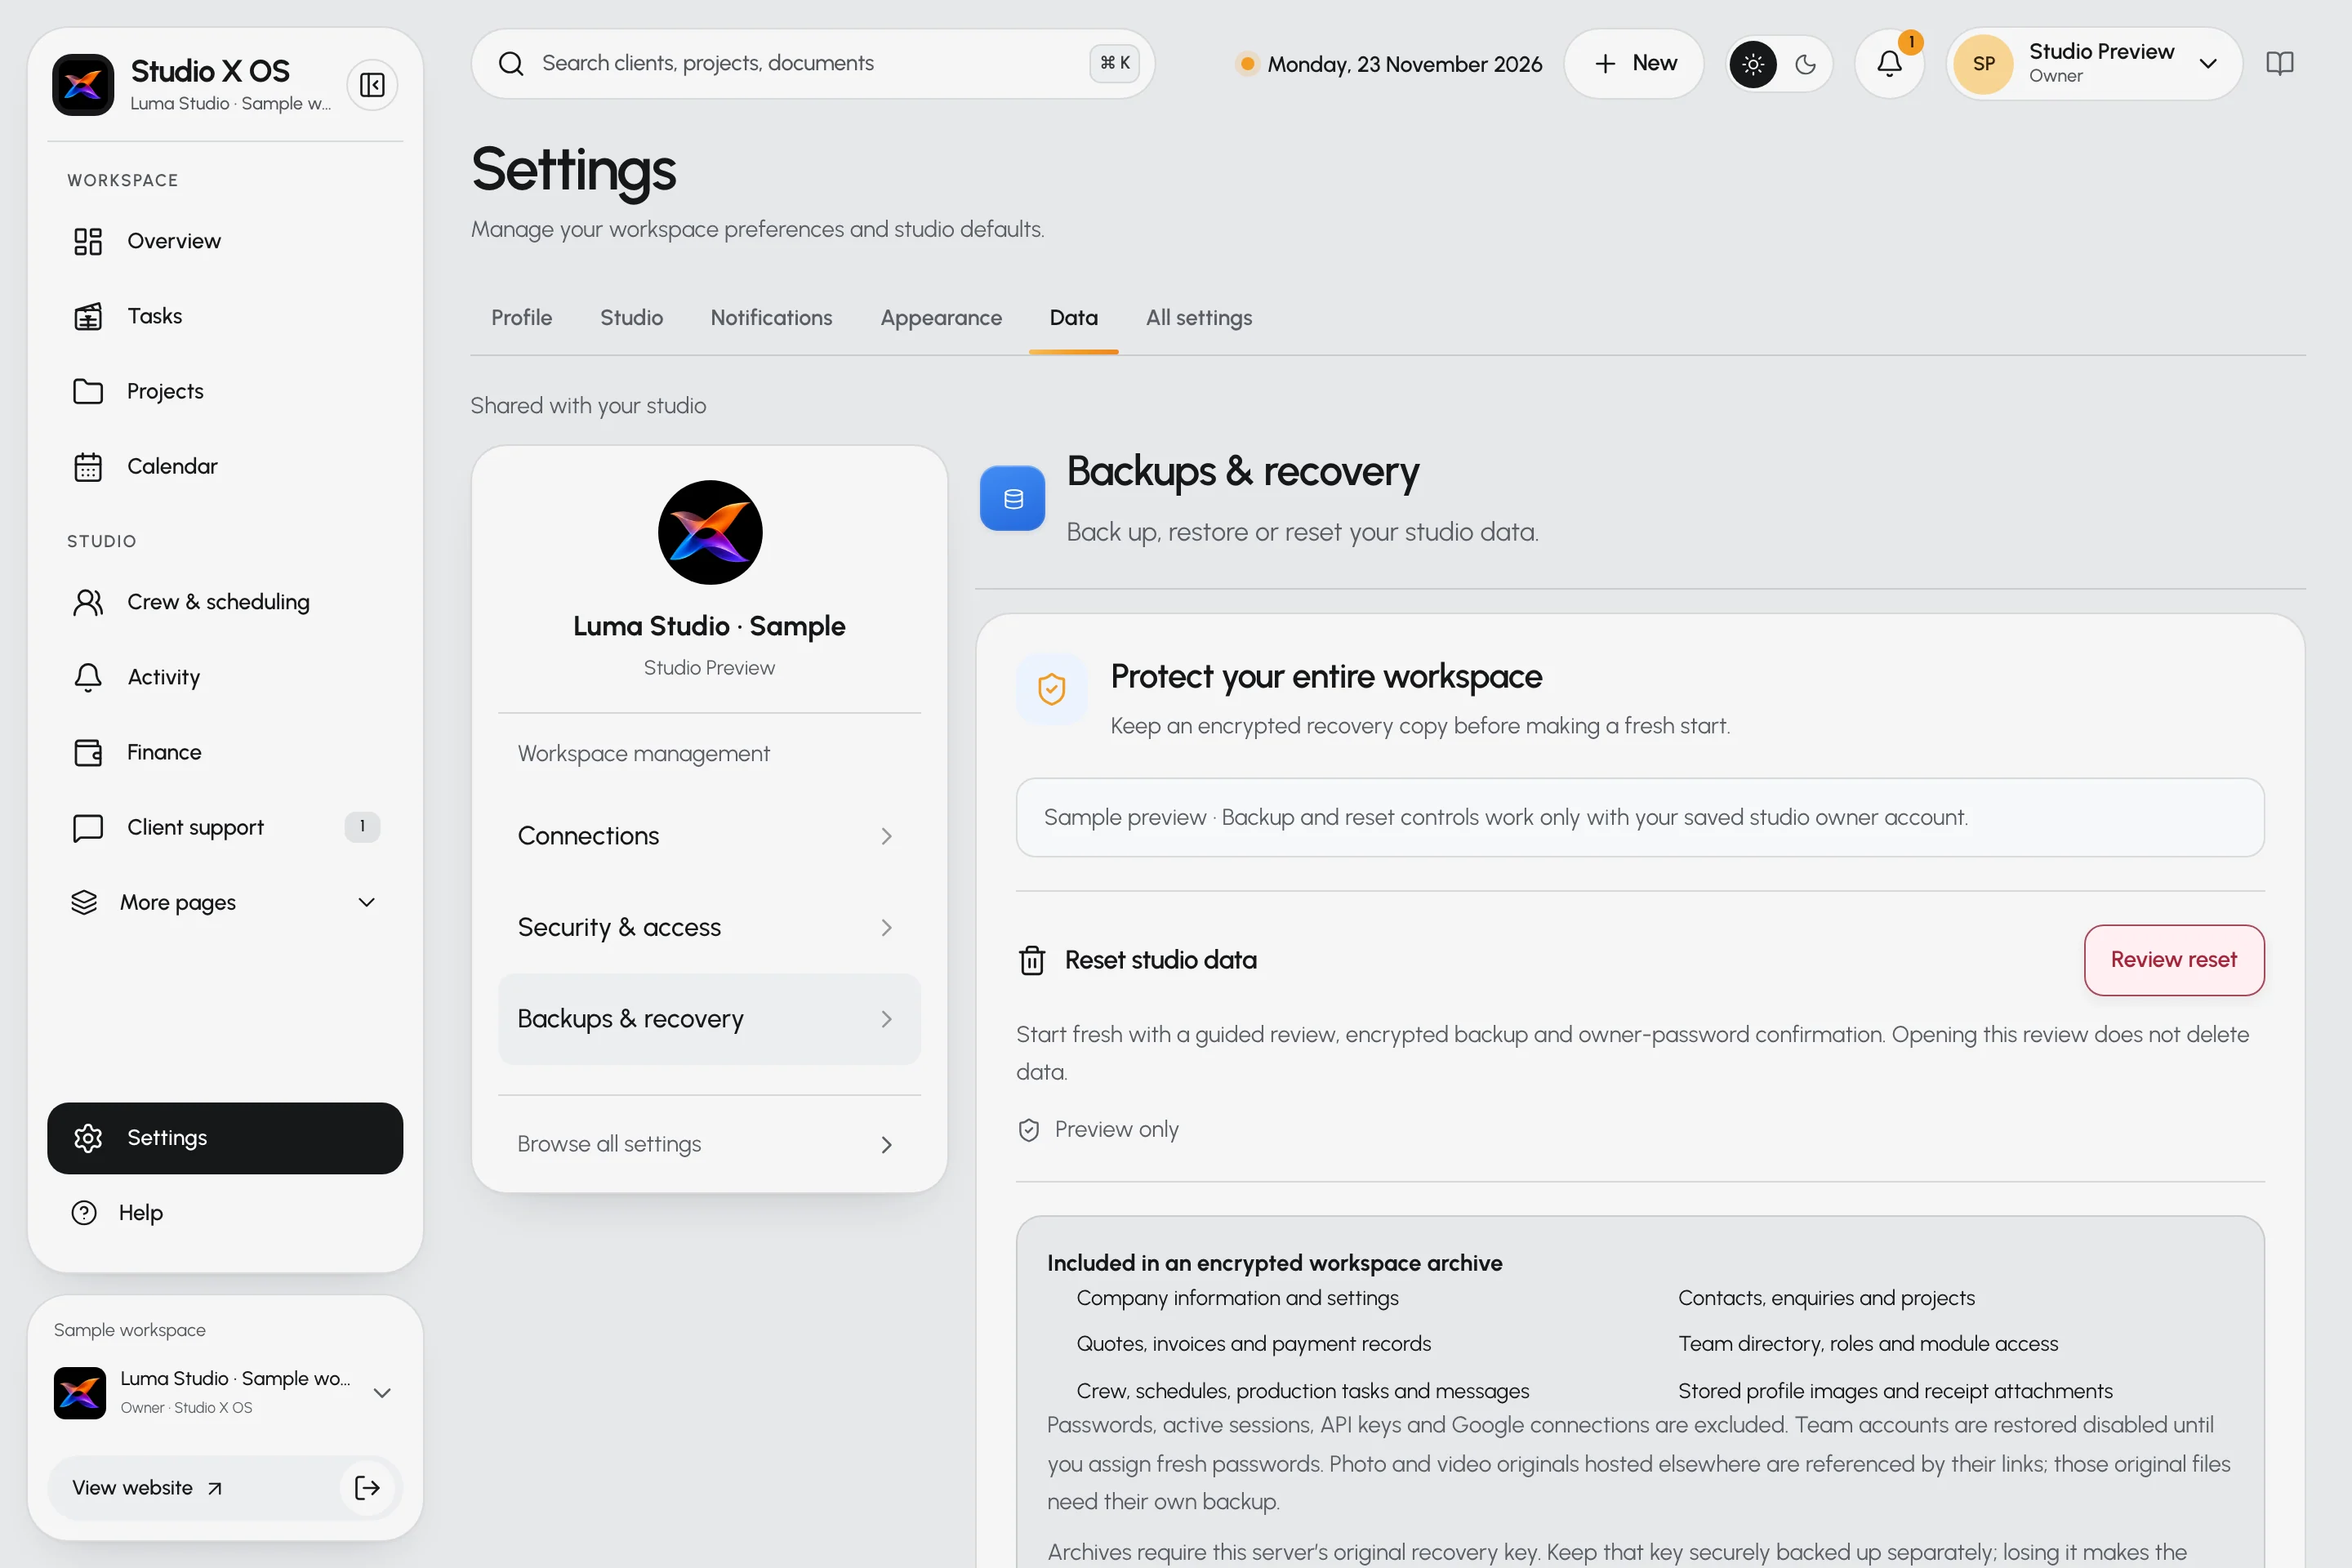 Studio X OS
Luma Studio · Sample w...
WORKSPACE
Overview
Tasks
Projects
Calendar
STUDIO
Crew & scheduling
Activity
Finance
Client support
1
More pages
Settings
Help
Sample workspace
Luma Studio · Sample wo...
Owner · Studio X OS
View website
Search clients, projects, documents
⌘ K
Monday, 23 November 2026
New
1
SP
Studio Preview
Owner
Settings
Manage your workspace preferences and studio defaults.
Profile
Studio
Notifications
Appearance
Data
All settings
Shared with your studio
Luma Studio · Sample
Studio Preview
Workspace management
Connections
Security & access
Backups & recovery
Browse all settings
Backups & recovery
Back up, restore or reset your studio data.
Protect your entire workspace
Keep an encrypted recovery copy before making a fresh start.
Sample preview · Backup and reset controls work only with your saved studio owner account.
Reset studio data
Review reset
Start fresh with a guided review, encrypted backup and owner-password confirmation. Opening this review does not delete
data.
Preview only
Included in an encrypted workspace archive
Company information and settings
Contacts, enquiries and projects
Quotes, invoices and payment records
Team directory, roles and module access
Crew, schedules, production tasks and messages
Stored profile images and receipt attachments
Passwords, active sessions, API keys and Google connections are excluded. Team accounts are restored disabled until
you assign fresh passwords. Photo and video originals hosted elsewhere are referenced by their links; those original files
need their own backup.
Archives require this server's original recovery key. Keep that key securely backed up separately; losing it makes the